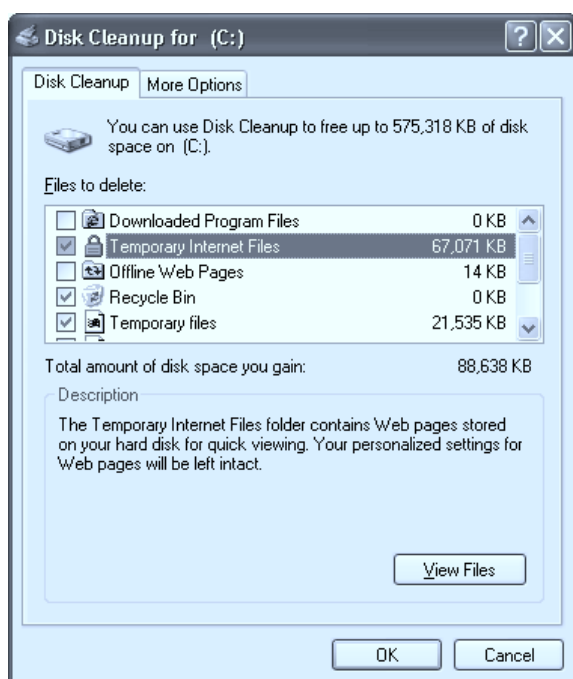 Disk Cleanup for (C:)
Disk Cleanup
More Options
You can use Disk Cleanup to free up to 575,318 KB of disk
space on (C:).
Files to delete:
Downloaded Program Files 0 KB
Temporary Internet Files 67,071 KB
Offline Web Pages 14 KB
Recycle Bin 0 KB
Temporary files 21,535 KB
Total amount of disk space you gain: 88,638 KB
Description
The Temporary Internet Files folder contains Web pages stored
on your hard disk for quick viewing. Your personalized settings for
Web pages will be left intact.
View Files
OK
Cancel